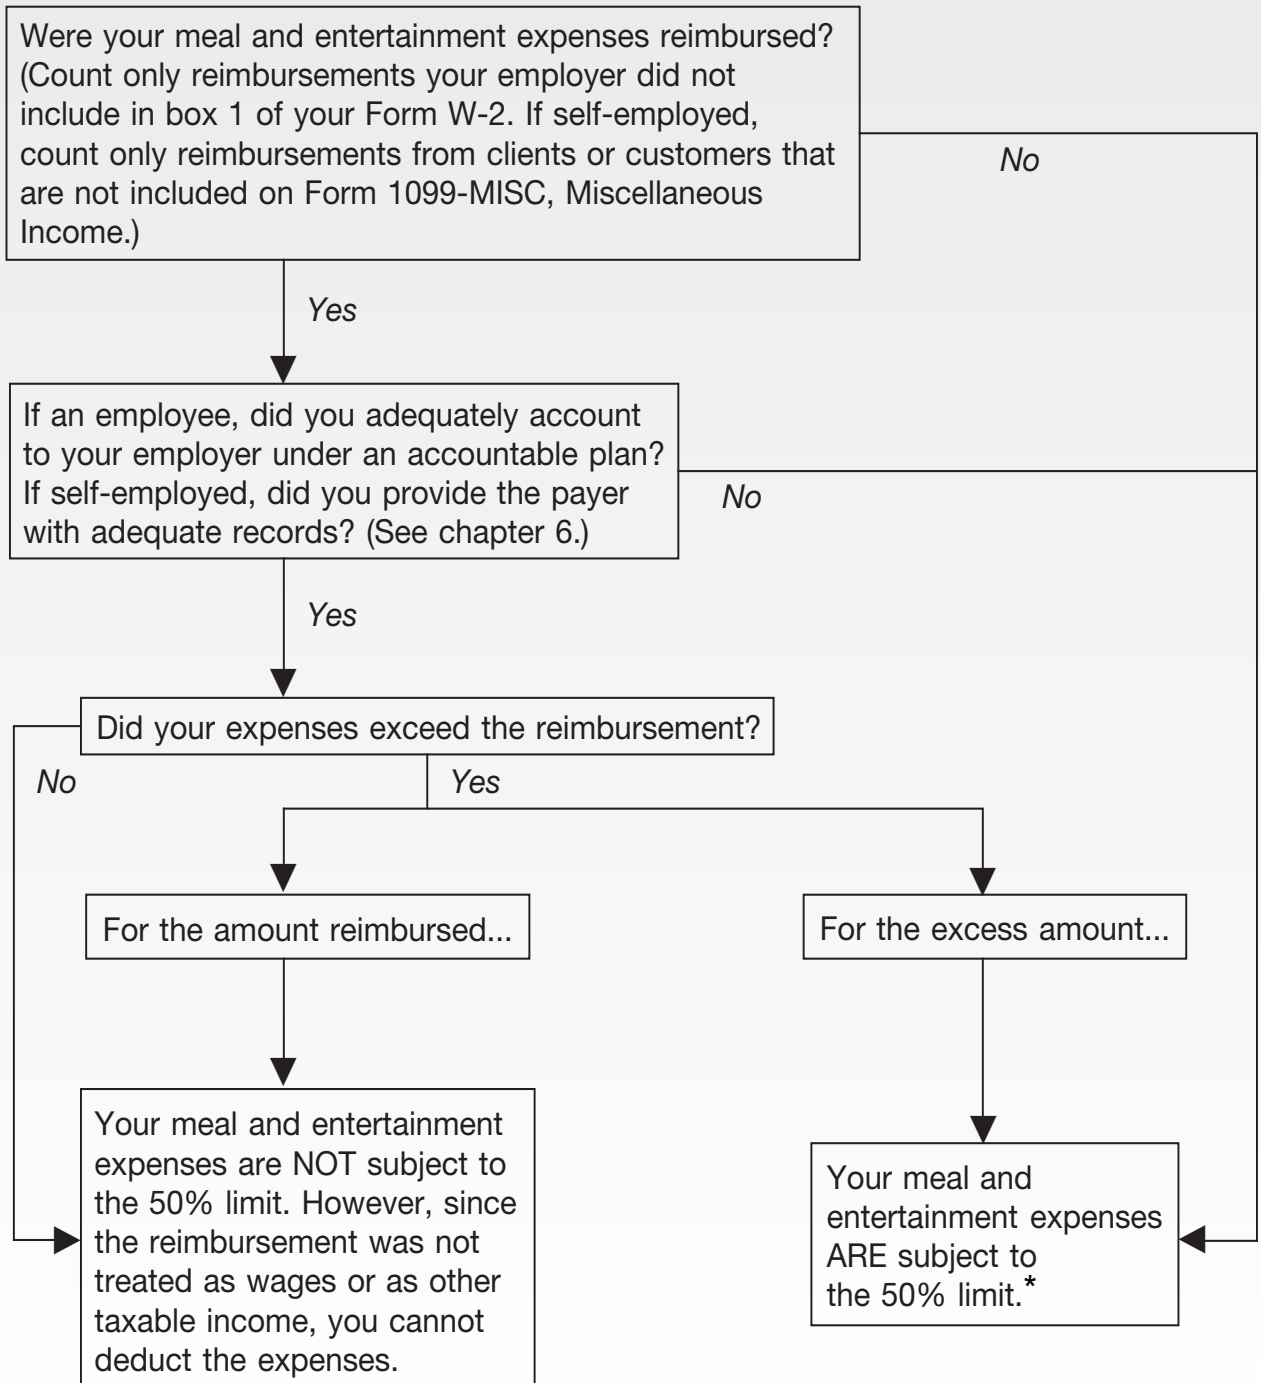 Were your meal and entertainment expenses reimbursed?
(Count only reimbursements your employer did not
include in box 1 of your Form W-2. If self-employed,
count only reimbursements from clients or customers that
are not included on Form 1099-MISC, Miscellaneous
Income.)
No
Yes
If an employee, did you adequately account
to your employer under an accountable plan?
If self-employed, did you provide the payer
with adequate records? (See chapter 6.)
No
Yes
Did your expenses exceed the reimbursement?
No
Yes
For the amount reimbursed...
For the excess amount...
Your meal and entertainment
expenses are NOT subject to
the 50% limit. However, since
the reimbursement was not
treated as wages or as other
taxable income, you cannot
deduct the expenses.
Your meal and
entertainment expenses
ARE subject to
the 50% limit.*